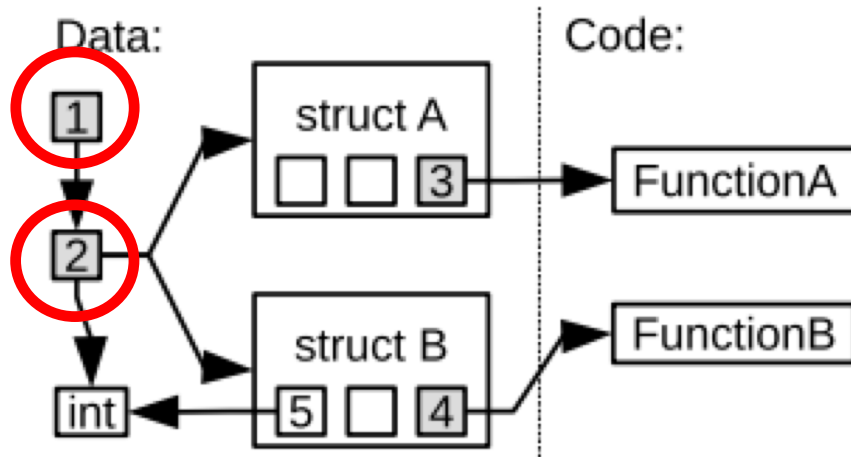 Data:
Code:
1
struct A
3
FunctionA
2
struct B
FunctionB
int
5
4